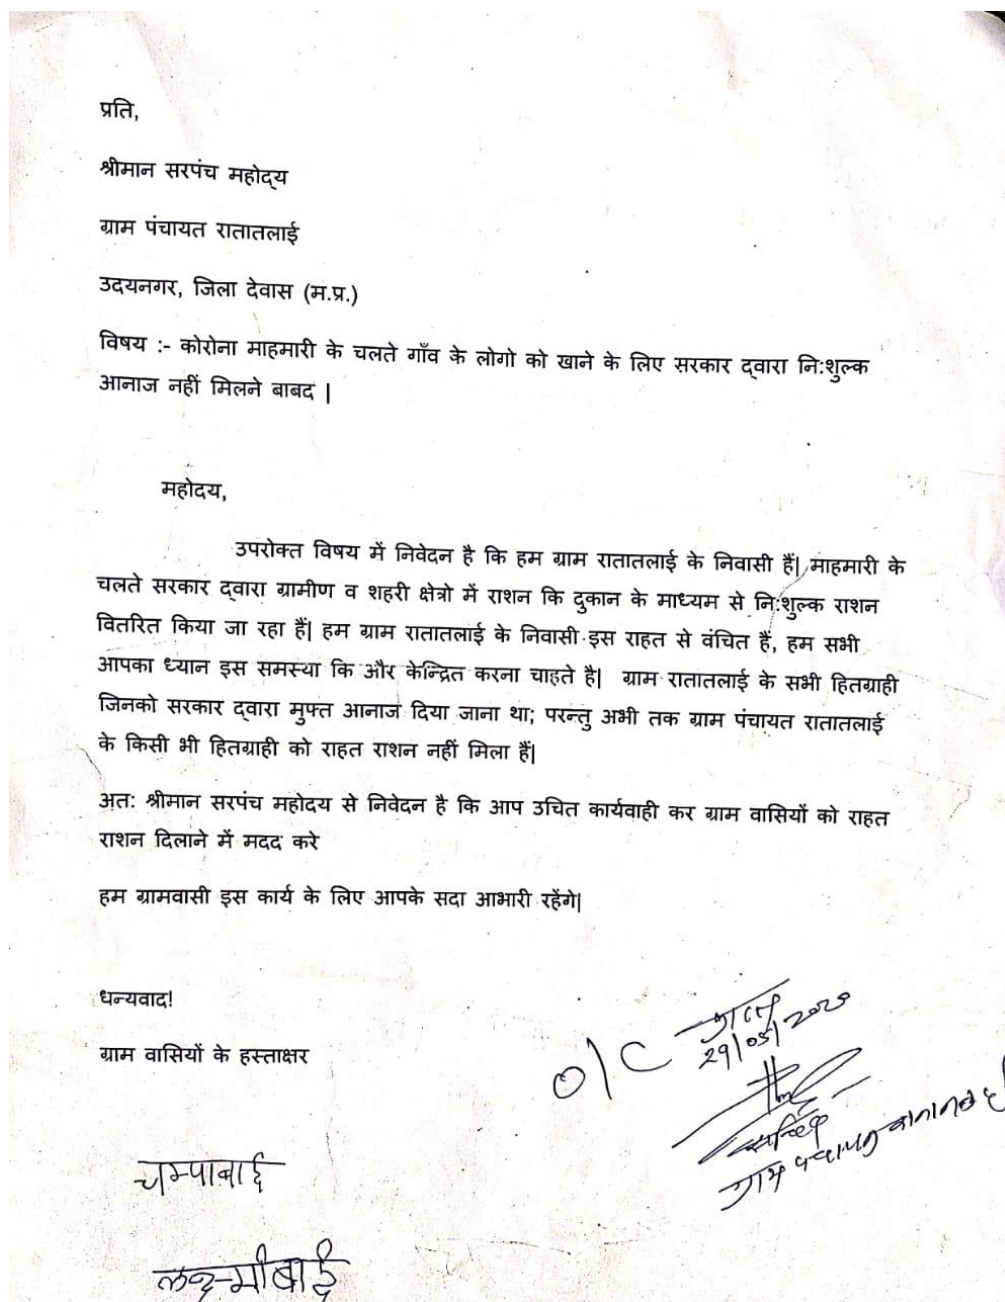 प्रति,
श्रीमान सरपंच महोद्य
ग्राम पंचायत रातातलाई
उदयनगर, जिला देवास (म.प्र.)
विषय :- कोरोना माहमारी के चलते गाँव के लोगो को खाने के लिए सरकार द्वारा नि:शुल्क
आनाज नहीं मिलने बाबद |
महोदय,
उपरोक्त विषय में निवेदन है कि हम ग्राम रातातलाई के निवासी हैं| माहमारी के
चलते सरकार द्वारा ग्रामीण व शहरी क्षेत्रो में राशन कि दुकान के माध्यम से नि:शुल्क राशन
वितरित किया जा रहा हैं| हम ग्राम रातातलाई के निवासी इस राहत से वंचित हैं, हम सभी
आपका ध्यान इस समस्था कि और केन्द्रित करना चाहते है| ग्राम रातातलाई के सभी हितग्राही
जिनको सरकार द्वारा मुफ्त आनाज दिया जाना था; परन्तु अभी तक ग्राम पंचायत रातातलाई
के किसी भी हितग्राही को राहत राशन नहीं मिला हैं|
अत: श्रीमान सरपंच महोदय से निवेदन है कि आप उचित कार्यवाही कर ग्राम वासियों को राहत
राशन दिलाने में मदद करे
हम ग्रामवासी इस कार्य के लिए आपके सदा आभारी रहेंगे|
धन्यवाद!
ग्राम वासियों के हस्ताक्षर
O/C
29/05/2020
सचिव
ग्राम पंचायत
चम्पाबाई
लक्ष्मीबाई